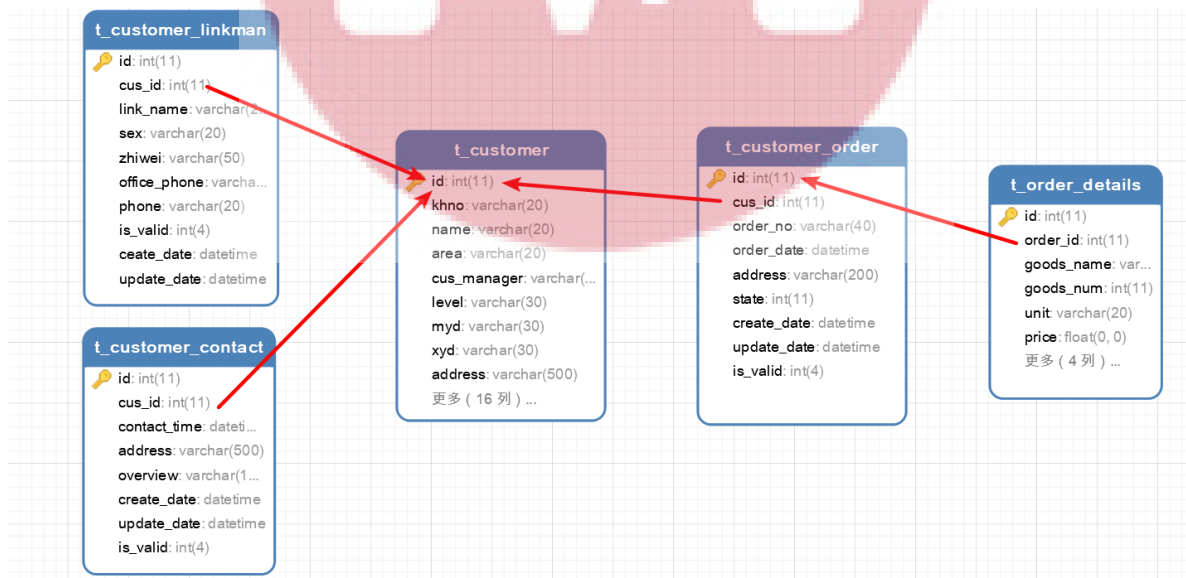 t_customer_linkman
id: int(11)
cus_id: int(11)
link_name: varchar(2...
sex: varchar(20)
zhiwei: varchar(50)
office_phone: varcha...
phone: varchar(20)
is_valid: int(4)
ceate_date: datetime
update_date: datetime
t_customer_contact
id: int(11)
cus_id: int(11)
contact_time: dateti...
address: varchar(500)
overview: varchar(1...
create_date: datetime
update_date: datetime
is_valid: int(4)
t_customer
id: int(11)
khno: varchar(20)
name: varchar(20)
area: varchar(20)
cus_manager: varchar(...
level: varchar(30)
myd: varchar(30)
xyd: varchar(30)
address: varchar(500)
更多 ( 16 列 ) ...
t_customer_order
id: int(11)
cus_id: int(11)
order_no: varchar(40)
order_date: datetime
address: varchar(200)
state: int(11)
create_date: datetime
update_date: datetime
is_valid: int(4)
t_order_details
id: int(11)
order_id: int(11)
goods_name: var...
goods_num: int(11)
unit: varchar(20)
price: float(0, 0)
更多 ( 4 列 ) ...